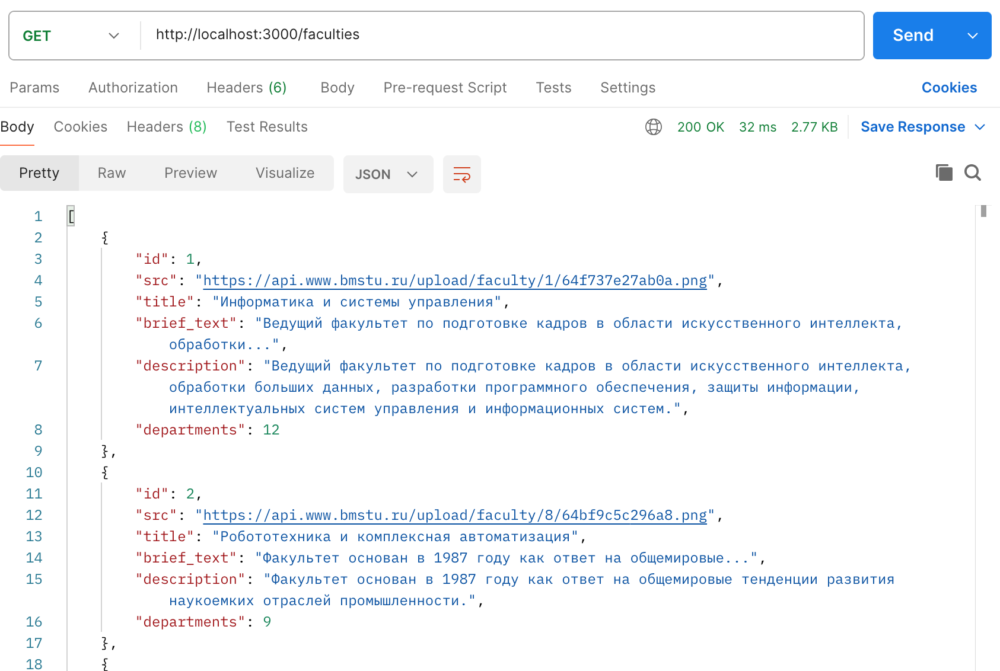 GET http://localhost:3000/faculties Send
Params Authorization Headers (6) Body Pre-request Script Tests Settings Cookies
Body Cookies Headers (8) Test Results 200 OK 32 ms 2.77 KB Save Response
Pretty Raw Preview Visualize JSON
1 [
2 {
3 "id": 1,
4 "src": "https://api.www.bmstu.ru/upload/faculty/1/64f737e27ab0a.png",
5 "title": "Информатика и системы управления",
6 "brief_text": "Ведущий факультет по подготовке кадров в области искусственного интеллекта,
обработки...",
7 "description": "Ведущий факультет по подготовке кадров в области искусственного интеллекта,
обработки больших данных, разработки программного обеспечения, защиты информации,
интеллектуальных систем управления и информационных систем.",
8 "departments": 12
9 },
10 {
11 "id": 2,
12 "src": "https://api.www.bmstu.ru/upload/faculty/8/64bf9c5c296a8.png",
13 "title": "Робототехника и комплексная автоматизация",
14 "brief_text": "Факультет основан в 1987 году как ответ на общемировые...",
15 "description": "Факультет основан в 1987 году как ответ на общемировые тенденции развития
наукоемких отраслей промышленности.",
16 "departments": 9
17 },
18 {